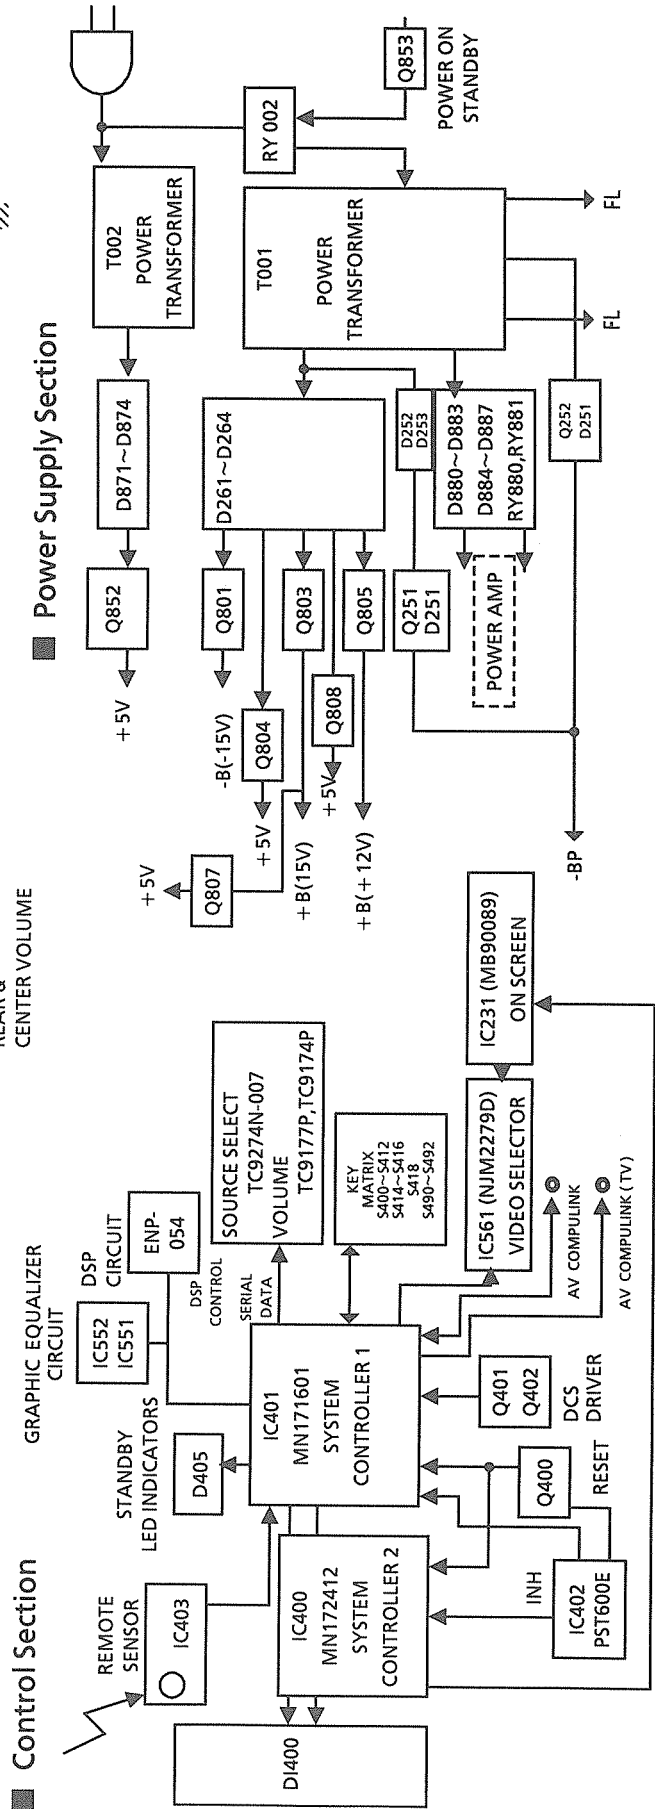 ■ Control Section
REMOTE
SENSOR
IC403
DI400
STANDBY
LED INDICATORS
D405
GRAPHIC EQUALIZER
CIRCUIT
IC552
IC551
DSP
CIRCUIT
ENP-
054
DSP
CONTROL
SERIAL
DATA
CENTER VOLUME
IC400
MN172412
SYSTEM
CONTROLLER 2
IC401
MN171601
SYSTEM
CONTROLLER 1
SOURCE SELECT
TC9274N-007
VOLUME
TC9177P,TC9174P
KEY
MATRIX
S400~S412
S414~S416
S418
S490~S492
IC561 (NJM2279D)
VIDEO SELECTOR
IC231 (MB90089)
ON SCREEN
AV COMPULINK
AV COMPULINK (TV)
Q401
Q402
DCS
DRIVER
Q400
RESET
INH
IC402
PST600E
■ Power Supply Section
T002
POWER
TRANSFORMER
D871~D874
Q852
+5V
RY 002
Q853
POWER ON
STANDBY
T001
POWER
TRANSFORMER
FL
FL
D261~D264
Q801
-B(-15V)
Q804
+5V
Q803
+B(15V)
Q807
+5V
Q808
+5V
Q805
+B(+12V)
D252
D253
Q251
D251
D880~D883
D884~D887
RY880,RY881
POWER AMP
Q252
D251
-BP